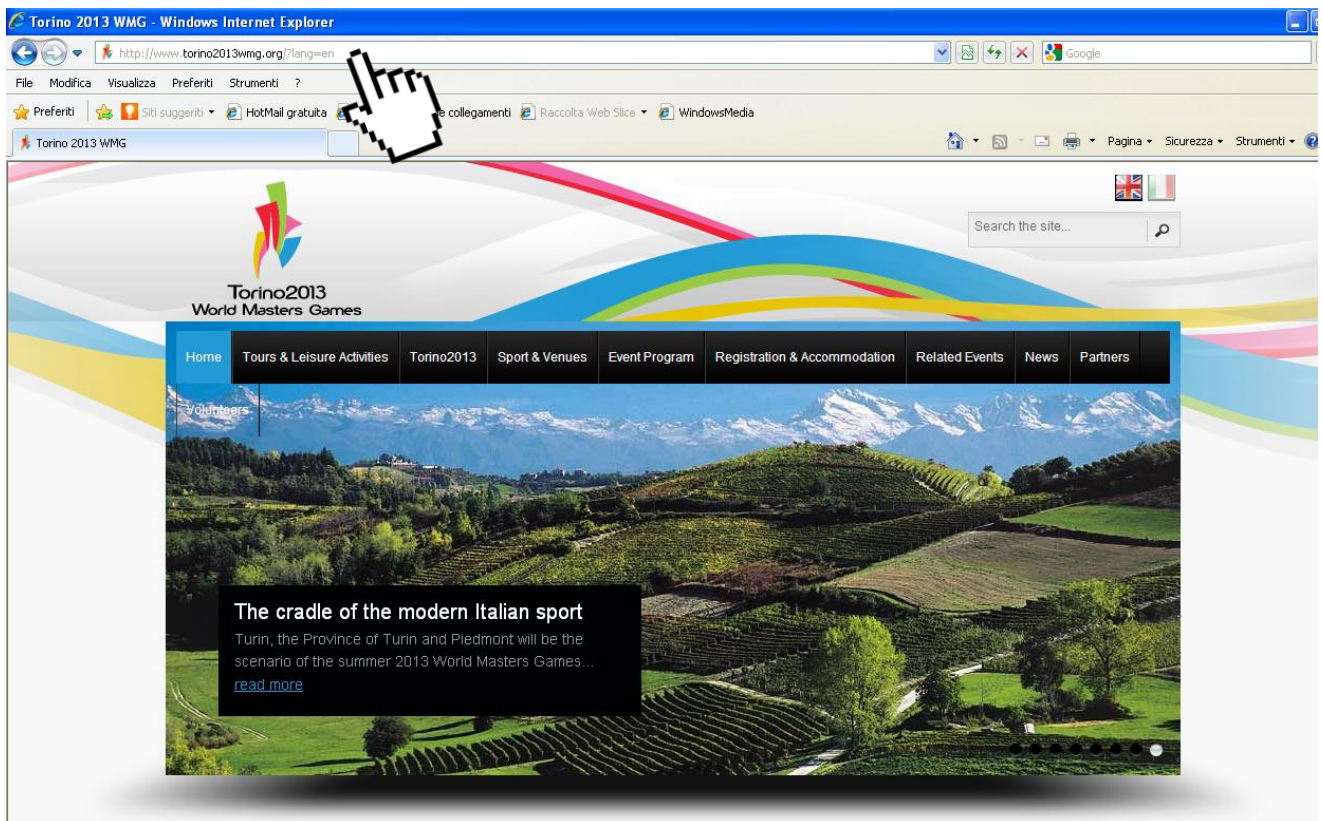 Torino 2013 WMG - Windows Internet Explorer
http://www.torino2013wmg.org/?lang=en
Google
File Modifica Visualizza Preferiti Strumenti ?
Preferiti Siti suggeriti HotMail gratuita collegamenti Raccolta Web Slice WindowsMedia
Torino 2013 WMG
Pagina Sicurezza Strumenti
Search the site...
Torino2013
World Masters Games
Home Tours & Leisure Activities Torino2013 Sport & Venues Event Program Registration & Accommodation Related Events News Partners
Volunteers
The cradle of the modern Italian sport
Turin, the Province of Turin and Piedmont will be the
scenario of the summer 2013 World Masters Games...
read more